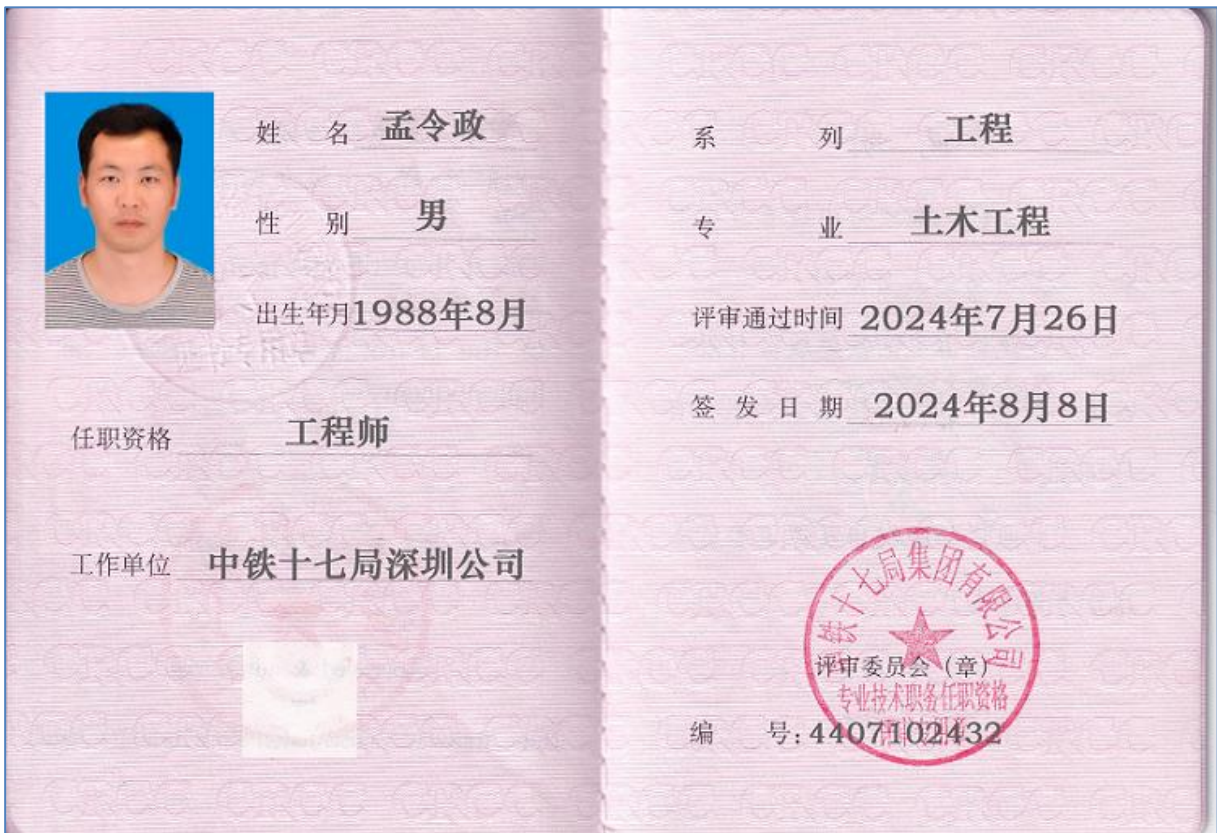 姓 名 孟令政
性 别 男
出生年月 1988年8月
任职资格 工程师
工作单位 中铁十七局深圳公司
系 列 工程
专 业 土木工程
评审通过时间 2024年7月26日
签发日期 2024年8月8日
中铁十七局集团有限公司
评审委员会（章）
专业技术职务任职资格
编 号：4407102432
CRCC